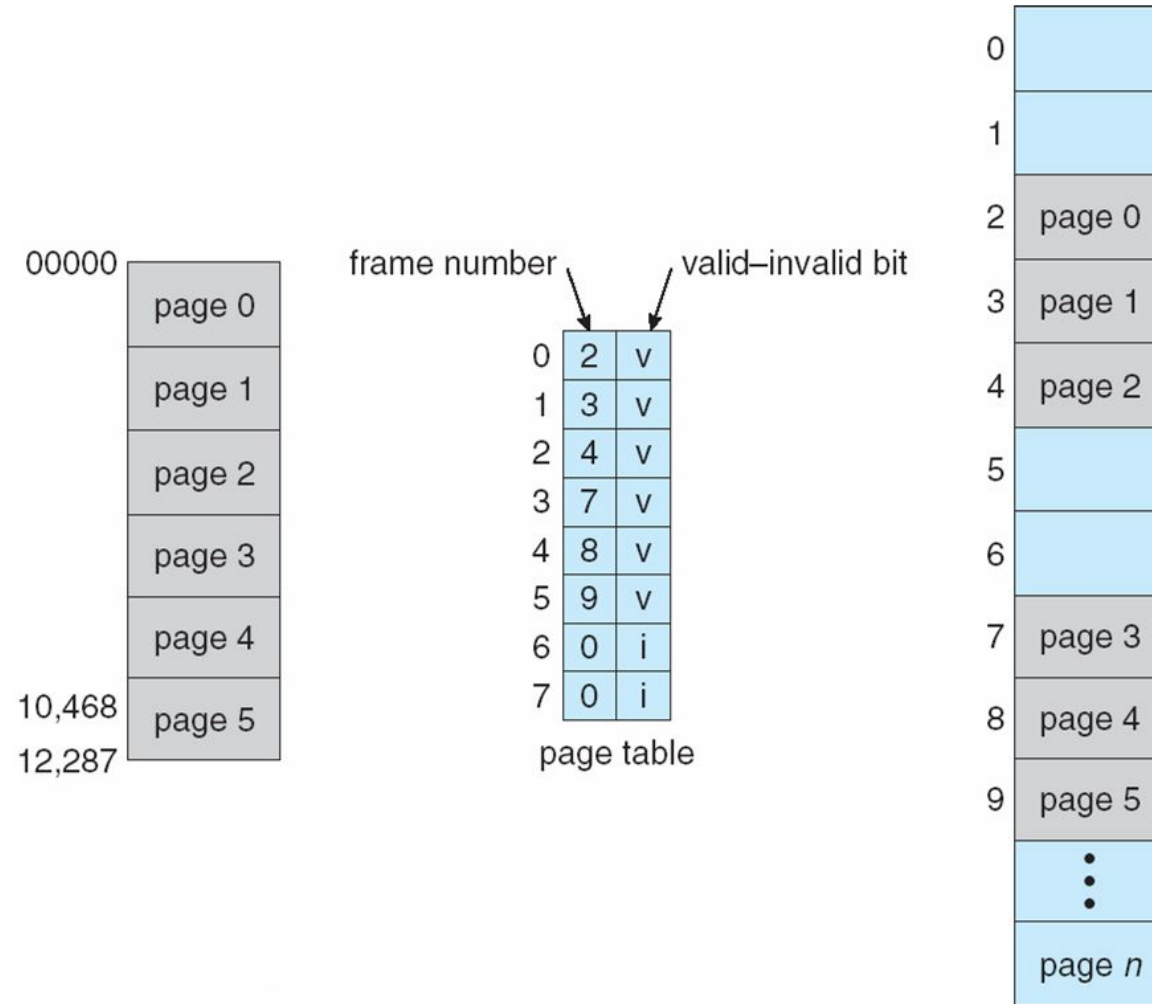 00000
page 0
page 1
page 2
page 3
page 4
10,468
page 5
12,287
frame number
valid–invalid bit
0 2 v
1 3 v
2 4 v
3 7 v
4 8 v
5 9 v
6 0 i
7 0 i
page table
0
1
2 page 0
3 page 1
4 page 2
5
6
7 page 3
8 page 4
9 page 5
page n